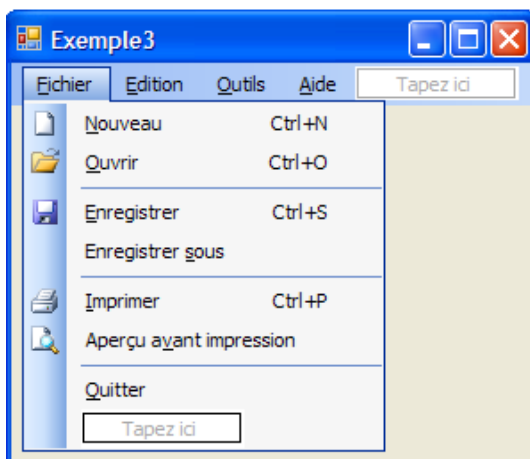 Exemple3
Fichier Edition Outils Aide Tapez ici
Nouveau Ctrl+N
Ouvrir Ctrl+O
Enregistrer Ctrl+S
Enregistrer sous
Imprimer Ctrl+P
Aperçu avant impression
Quitter
Tapez ici